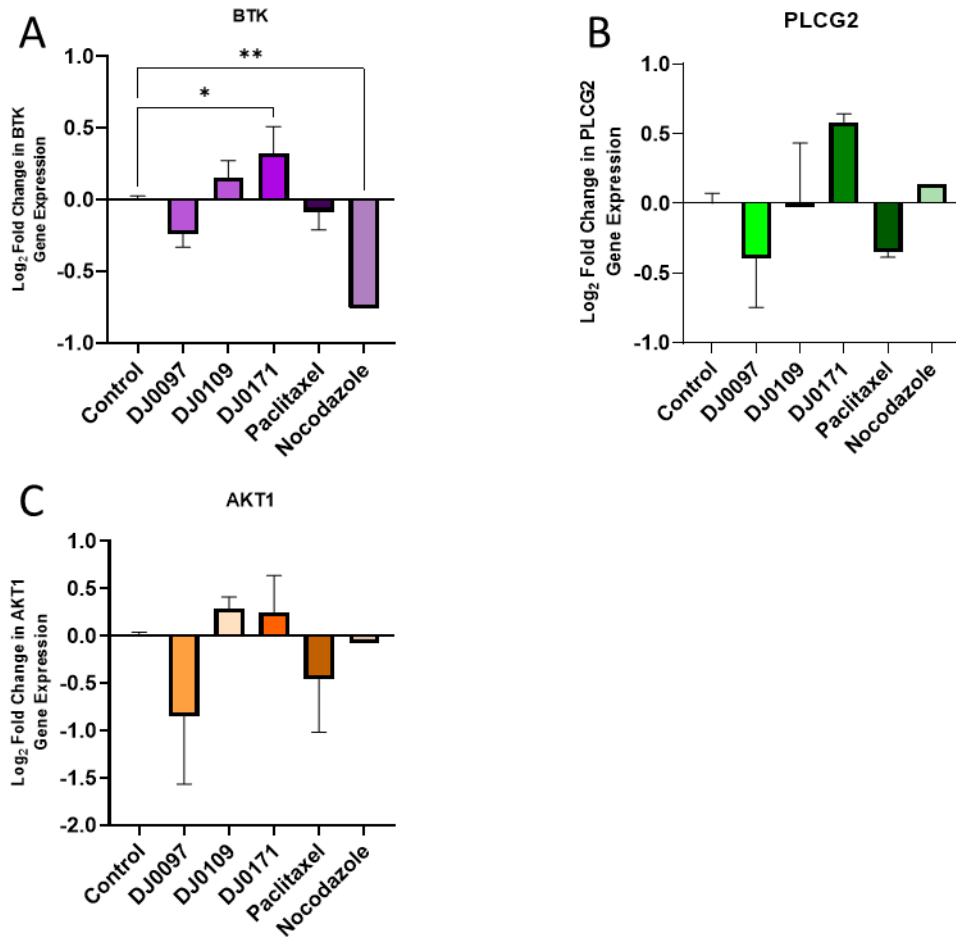 A
BTK
Log₂ Fold Change in BTK
Gene Expression
1.0
0.5
0.0
-0.5
-1.0
**
*
Control
DJ0097
DJ0109
DJ0171
Paclitaxel
Nocodazole
B
PLCG2
Log₂ Fold Change in PLCG2
Gene Expression
1.0
0.5
0.0
-0.5
-1.0
Control
DJ0097
DJ0109
DJ0171
Paclitaxel
Nocodazole
C
AKT1
Log₂ Fold Change in AKT1
Gene Expression
1.0
0.5
0.0
-0.5
-1.0
-1.5
-2.0
Control
DJ0097
DJ0109
DJ0171
Paclitaxel
Nocodazole